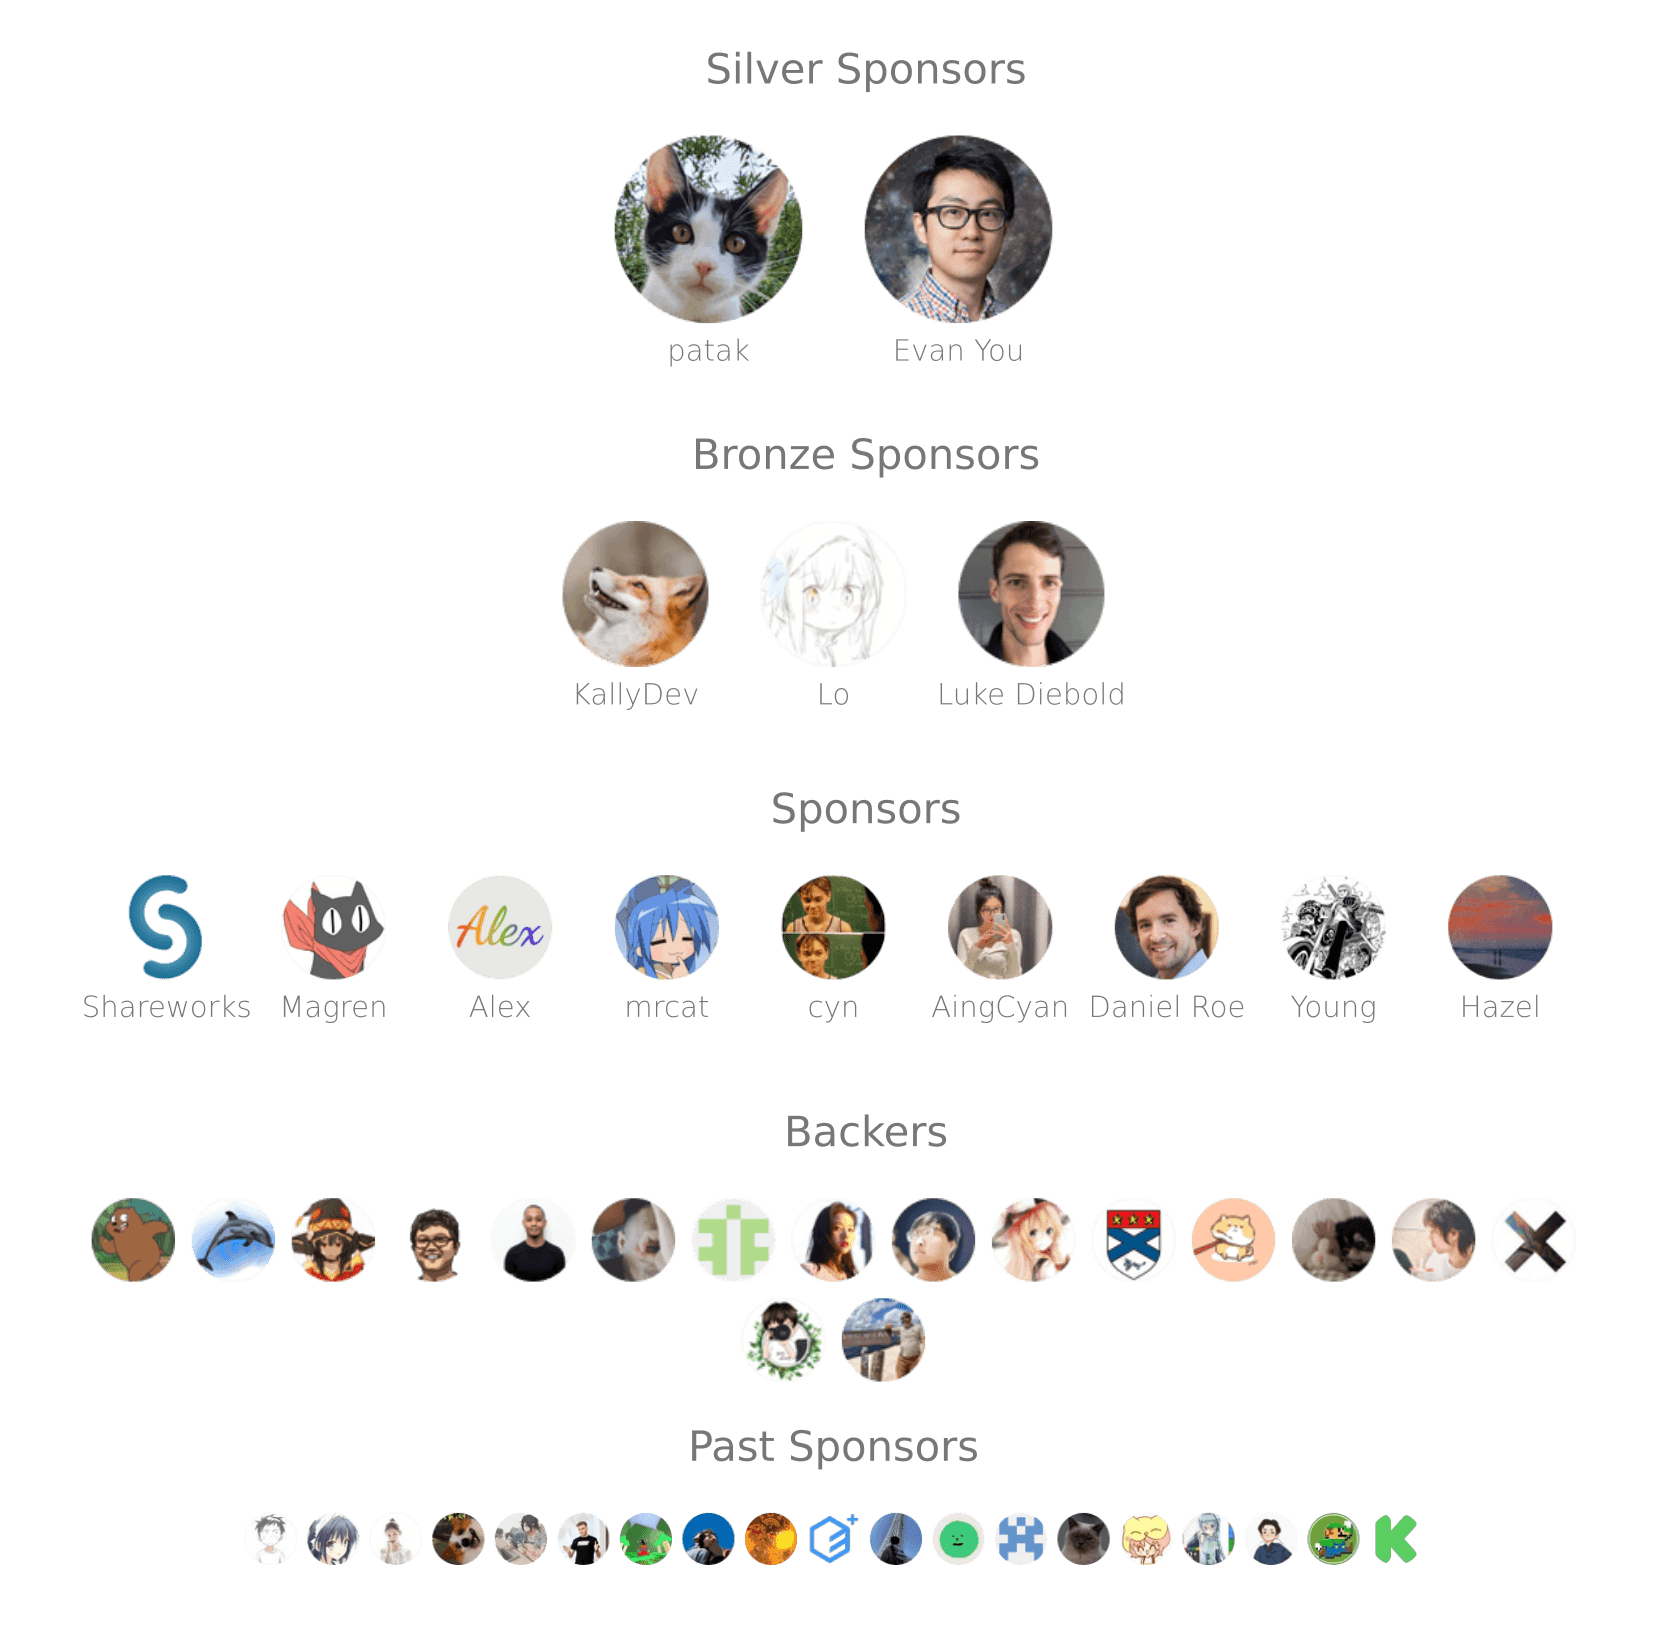 Silver Sponsors
patak
Evan You
Bronze Sponsors
KallyDev
Lo
Luke Diebold
Sponsors
Alex
Shareworks
Magren
Alex
mrcat
cyn
AingCyan
Daniel Roe
Young
Hazel
Backers
Past Sponsors
K